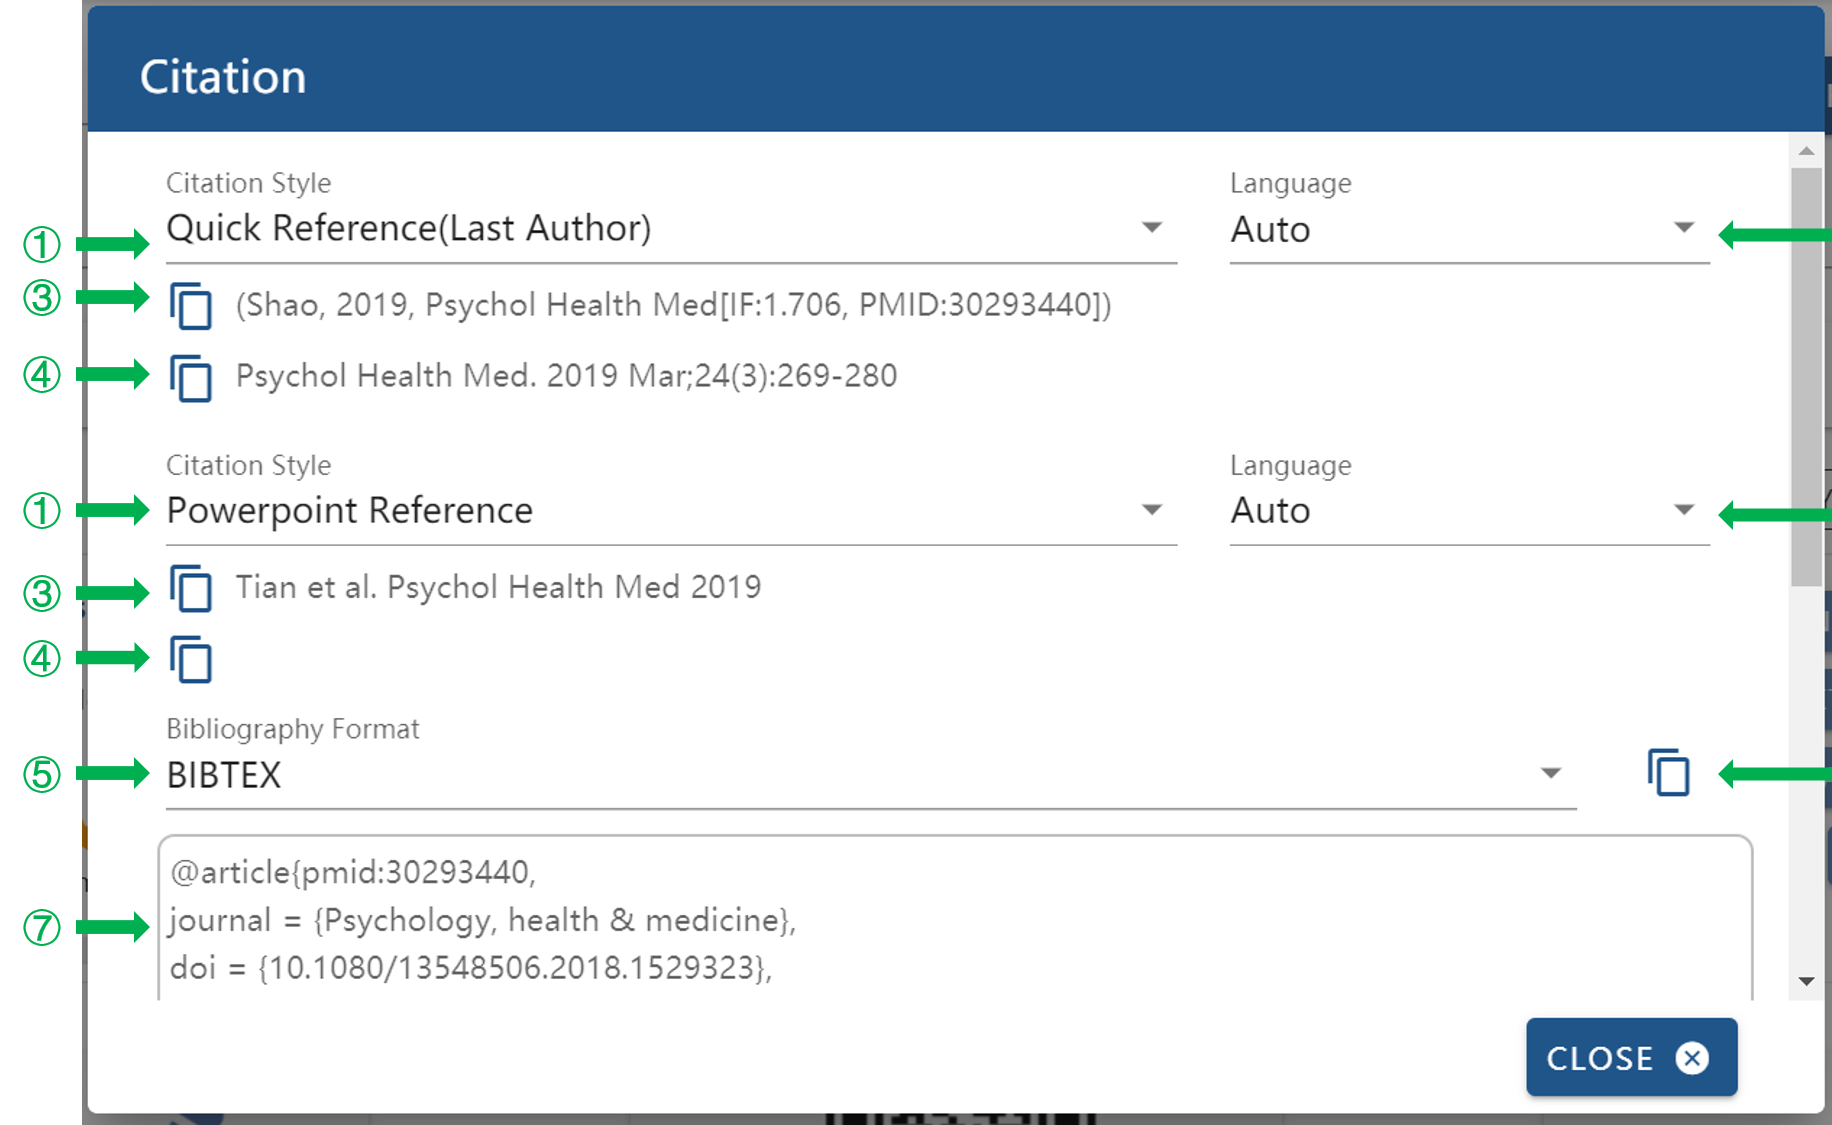 Citation
Citation Style
Language
① Quick Reference(Last Author)
Auto
③ (Shao, 2019, Psychol Health Med[IF:1.706, PMID:30293440])
④ Psychol Health Med. 2019 Mar;24(3):269-280
Citation Style
Language
① Powerpoint Reference
Auto
③ Tian et al. Psychol Health Med 2019
④
Bibliography Format
⑤ BIBTEX
@article{pmid:30293440,
⑦ journal = {Psychology, health & medicine},
doi = {10.1080/13548506.2018.1529323},
CLOSE